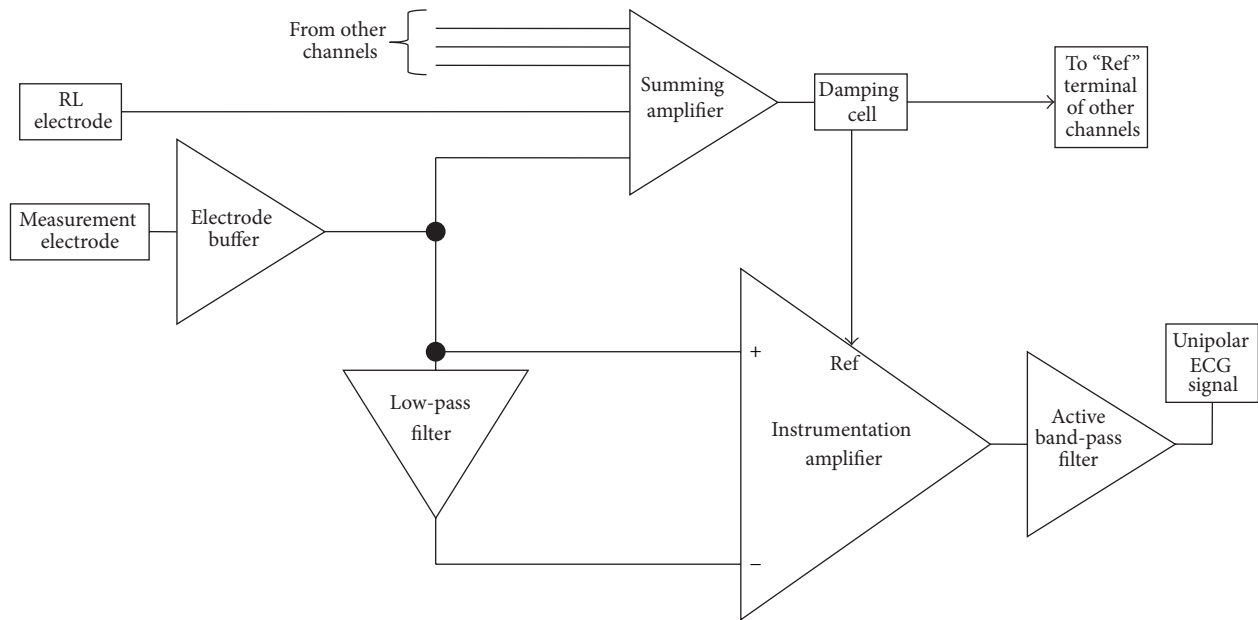 From other
channels
Summing
amplifier
Damping
cell
To “Ref”
terminal
of other
channels
RL
electrode
Measurement
electrode
Electrode
buffer
+
Ref
Low-pass
filter
Instrumentation
amplifier
−
Active
band-pass
filter
Unipolar
ECG
signal